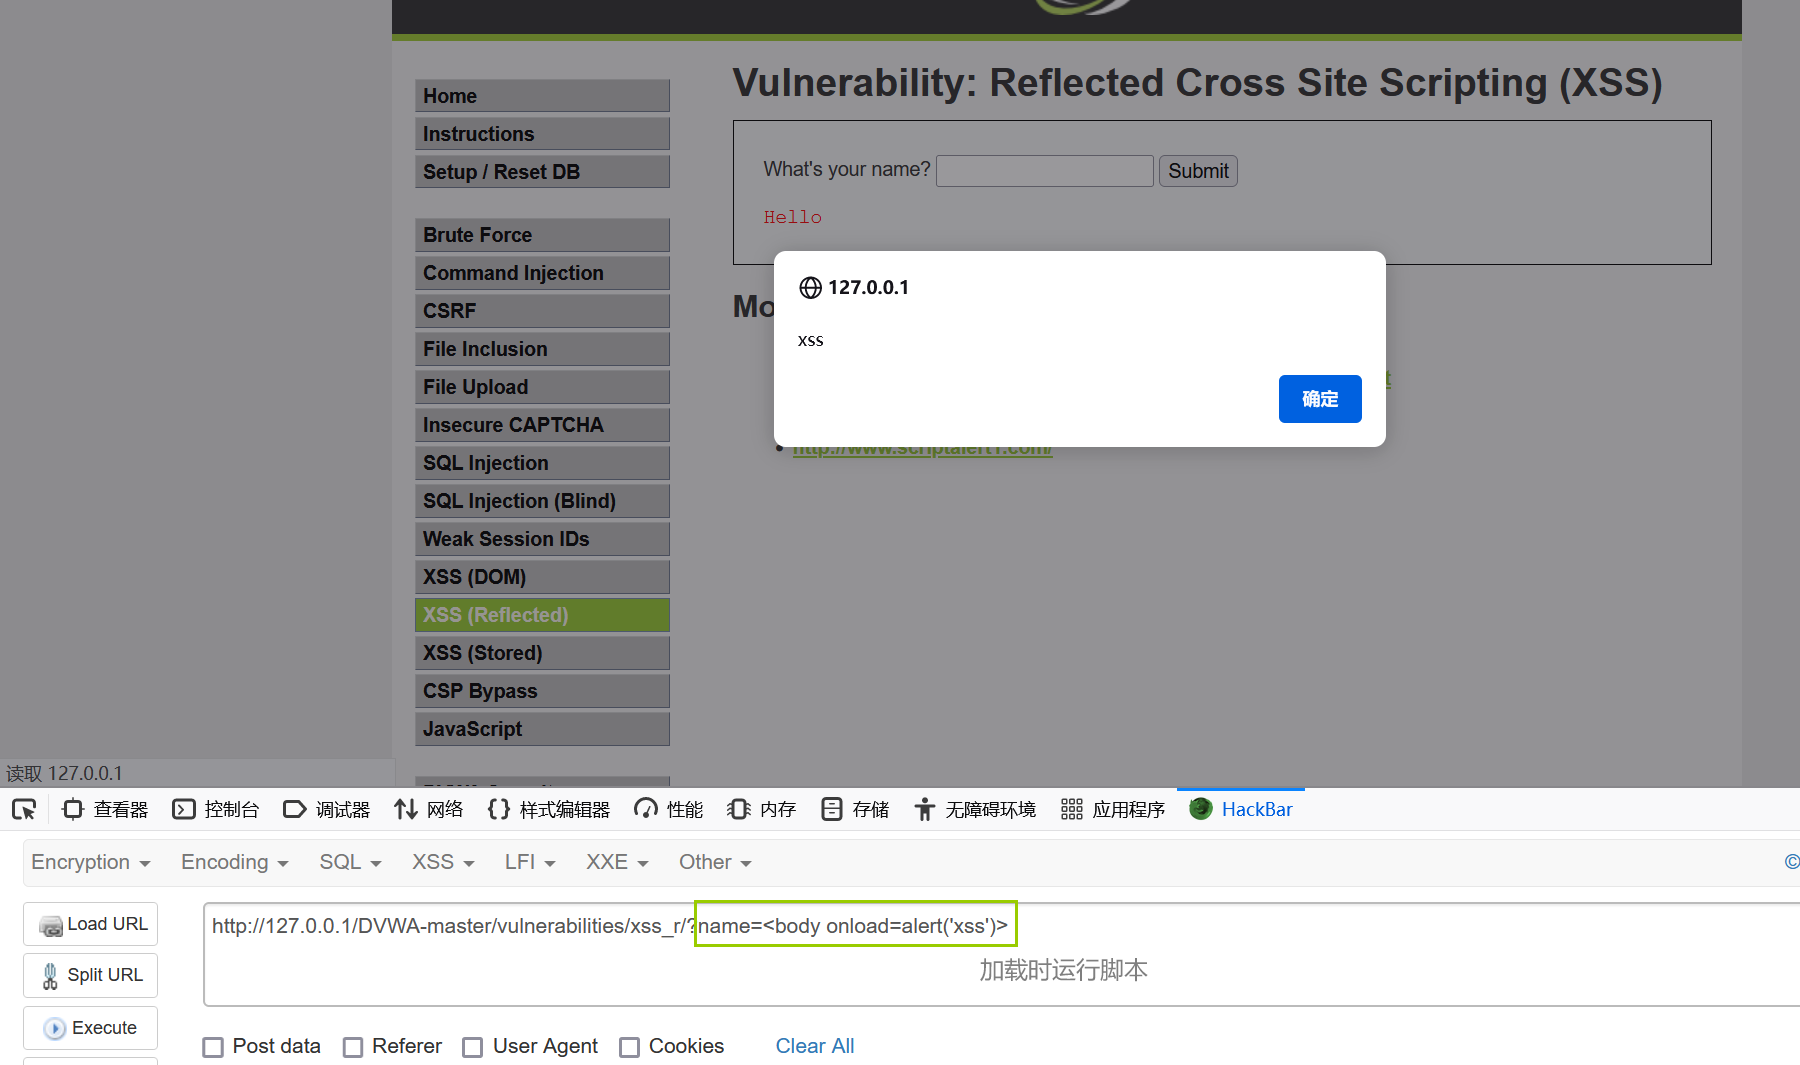 Vulnerability: Reflected Cross Site Scripting (XSS)
Home
Instructions
Setup / Reset DB
Brute Force
Command Injection
CSRF
File Inclusion
File Upload
Insecure CAPTCHA
SQL Injection
SQL Injection (Blind)
Weak Session IDs
XSS (DOM)
XSS (Reflected)
XSS (Stored)
CSP Bypass
JavaScript
What's your name?
Submit
Hello
Mo
127.0.0.1
xss
确定
http://www.scriptalert1.com/
读取 127.0.0.1
查看器 控制台 调试器 网络 样式编辑器 性能 内存 存储 无障碍环境 应用程序 HackBar
Encryption Encoding SQL XSS LFI XXE Other ©
Load URL
Split URL
Execute
http://127.0.0.1/DVWA-master/vulnerabilities/xss_r/?name=<body onload=alert('xss')>
加载时运行脚本
Post data Referer User Agent Cookies Clear All